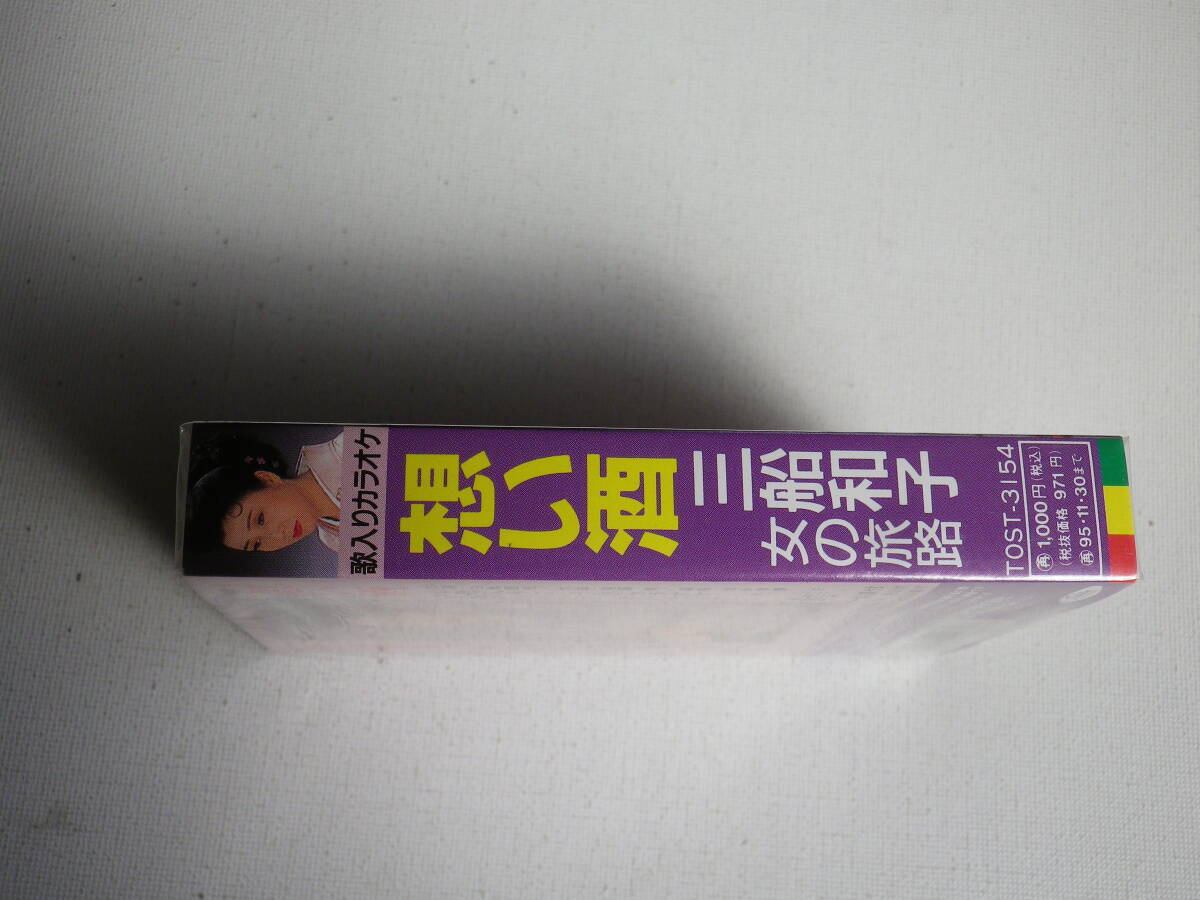 歌入りカラオケ
想い酒
三船和子
女の旅路
TOST-3154
再 1,000円(税込)
(税抜価格 971円)
再 95・11・30まで